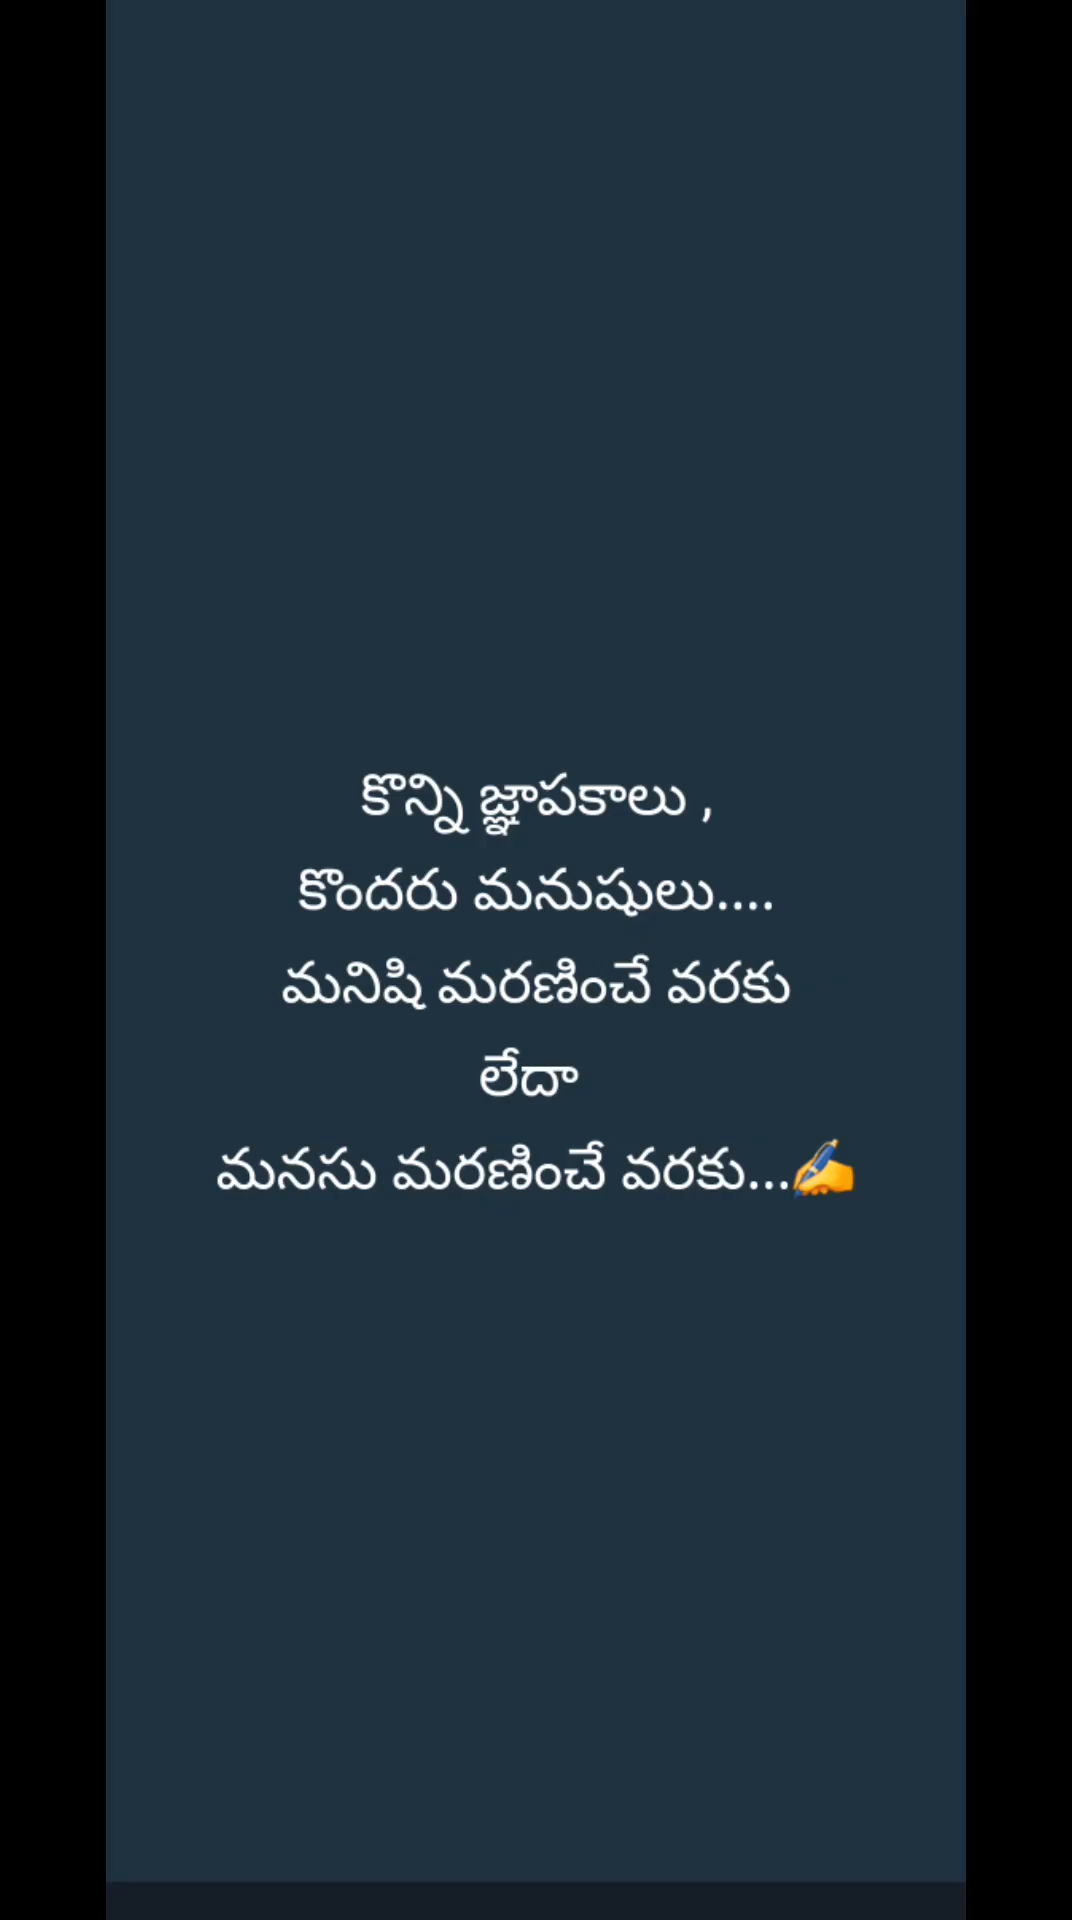 కొన్ని జ్ఞాపకాలు ,
కొందరు మనుషులు....
మనిషి మరణించే వరకు
లేదా
మనసు మరణించే వరకు...✍️